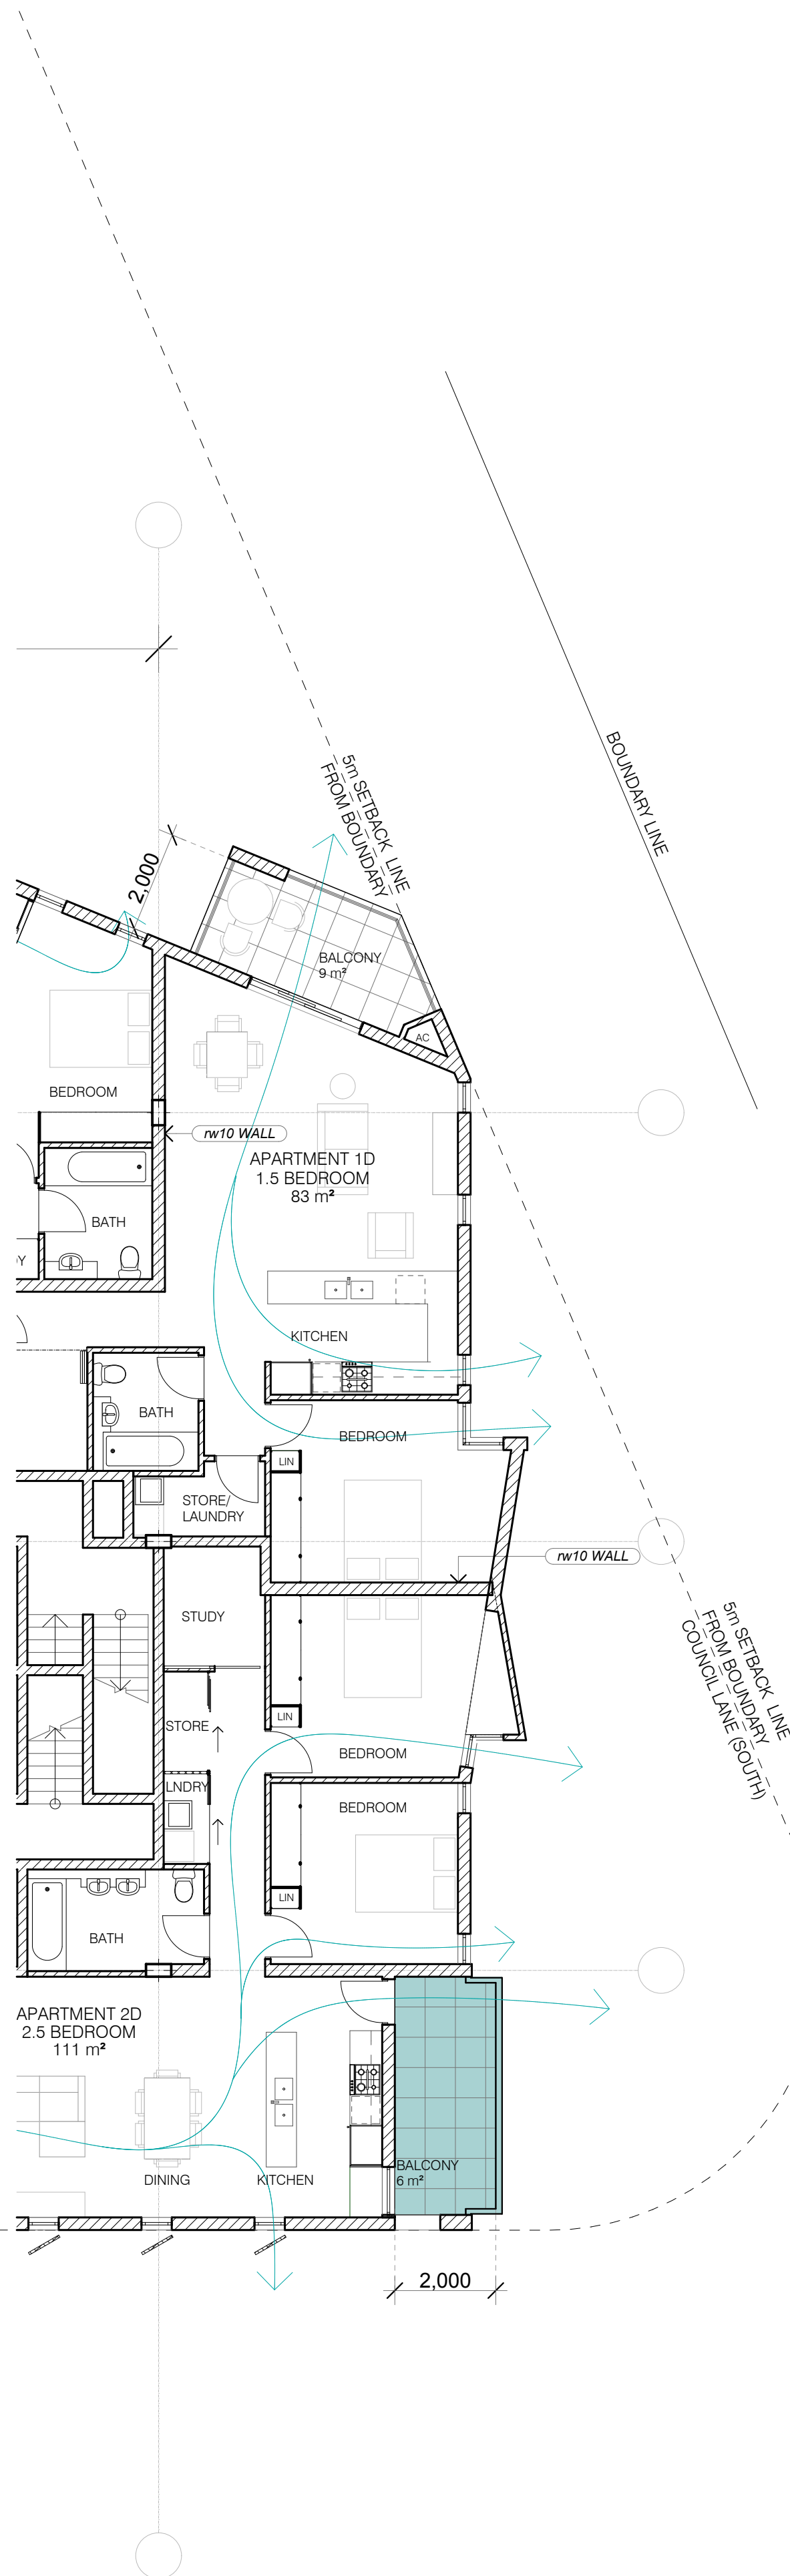 BOUNDARY LINE
5m SETBACK LINE
FROM BOUNDARY
2,000
BALCONY
9 m²
AC
BEDROOM
rw10 WALL
APARTMENT 1D
1.5 BEDROOM
83 m²
BATH
Y
KITCHEN
BATH
BEDROOM
LIN
STORE/
LAUNDRY
rw10 WALL
STUDY
5m SETBACK LINE
FROM BOUNDARY
COUNCIL LANE (SOUTH)
LIN
STORE
BEDROOM
LNDRY
BEDROOM
LIN
BATH
APARTMENT 2D
2.5 BEDROOM
111 m²
BALCONY
6 m²
DINING
KITCHEN
2,000